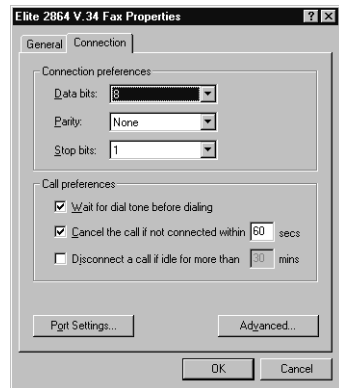 Elite 2864 V.34 Fax Properties
General Connection
Connection preferences
Data bits: 8
Parity: None
Stop bits: 1
Call preferences
Wait for dial tone before dialing
Cancel the call if not connected within 60 secs
Disconnect a call if idle for more than 30 mins
Port Settings... Advanced...
OK Cancel